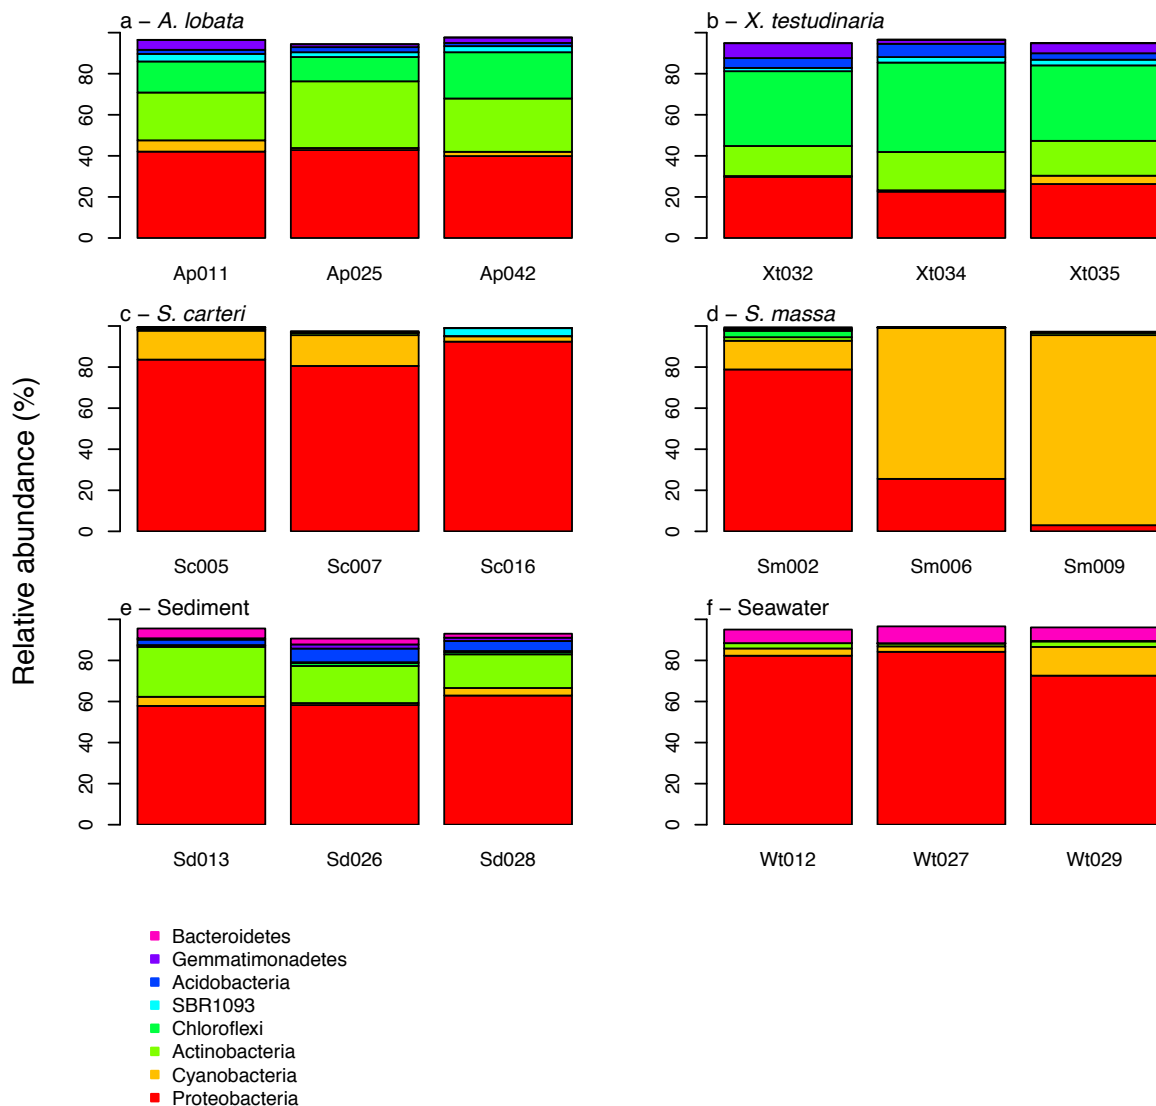 a – A. lobata
0 20 40 60 80
Ap011 Ap025 Ap042
b – X. testudinaria
0 20 40 60 80
Xt032 Xt034 Xt035
c – S. carteri
0 20 40 60 80
Sc005 Sc007 Sc016
d – S. massa
0 20 40 60 80
Sm002 Sm006 Sm009
e – Sediment
0 20 40 60 80
Sd013 Sd026 Sd028
f – Seawater
0 20 40 60 80
Wt012 Wt027 Wt029
Relative abundance (%)
Bacteroidetes
Gemmatimonadetes
Acidobacteria
SBR1093
Chloroflexi
Actinobacteria
Cyanobacteria
Proteobacteria